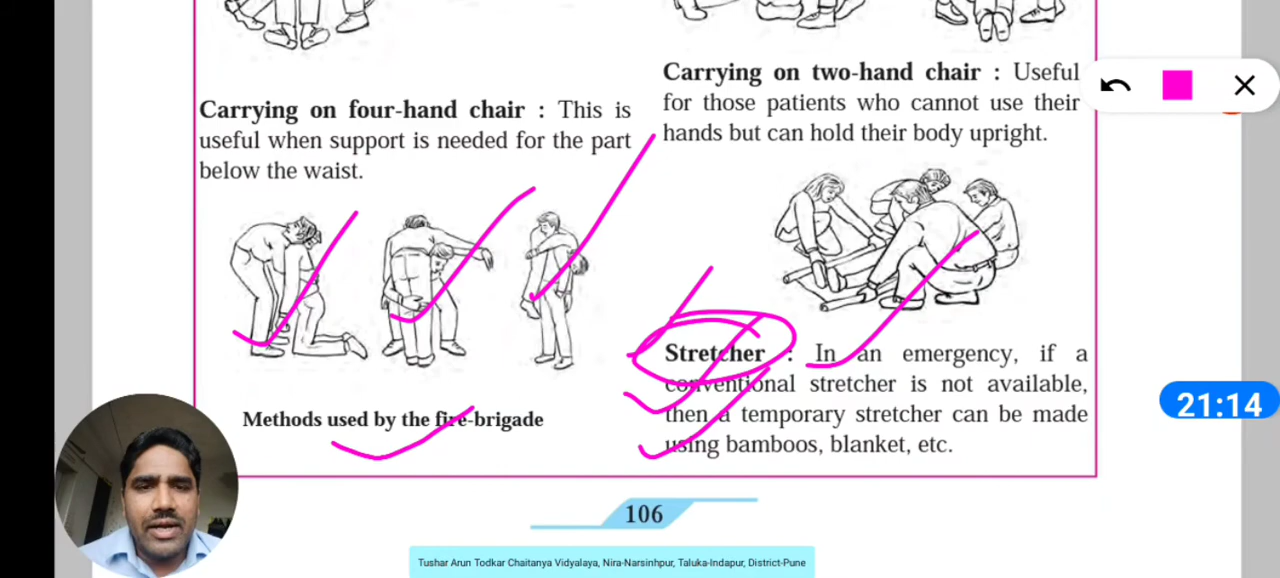 Carrying on four-hand chair : This is
useful when support is needed for the part
below the waist.
Carrying on two-hand chair : Useful
for those patients who cannot use their
hands but can hold their body upright.
Methods used by the fire-brigade
Stretcher : In an emergency, if a
conventional stretcher is not available,
then a temporary stretcher can be made
using bamboos, blanket, etc.
21:14
106
Tushar Arun Todkar Chaitanya Vidyalaya, Nira-Narsinhpur, Taluka-Indapur, District-Pune